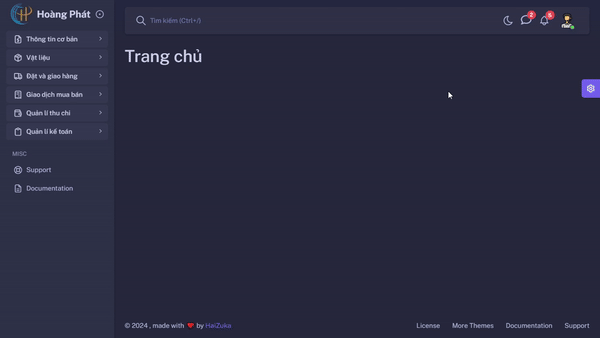 Hoàng Phát
Thông tin cơ bản
Vật liệu
Đặt và giao hàng
Giao dịch mua bán
Quản lí thu chi
Quản lí kế toán
MISC
Support
Documentation
Tìm kiếm (Ctrl+/)
2
5
Trang chủ
© 2024 , made with ❤️ by HaiZuka
License
More Themes
Documentation
Support